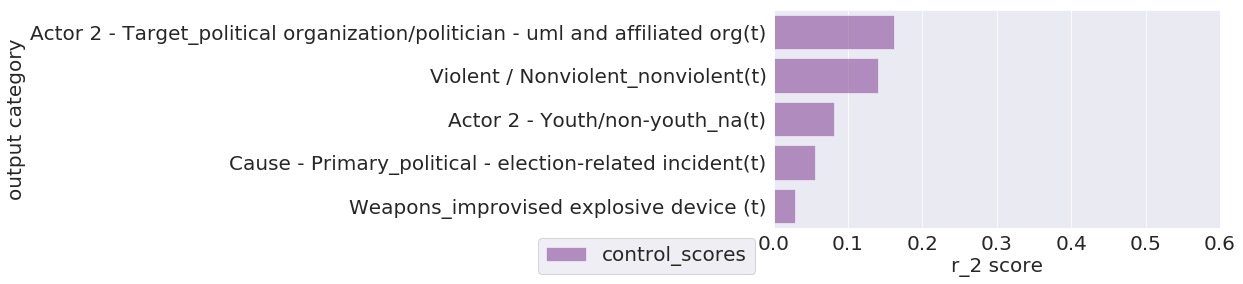 output category
Actor 2 - Target_political organization/politician - uml and affiliated org(t)
Violent / Nonviolent_nonviolent(t)
Actor 2 - Youth/non-youth_na(t)
Cause - Primary_political - election-related incident(t)
Weapons_improvised explosive device (t)
0.0 0.1 0.2 0.3 0.4 0.5 0.6
r_2 score
control_scores